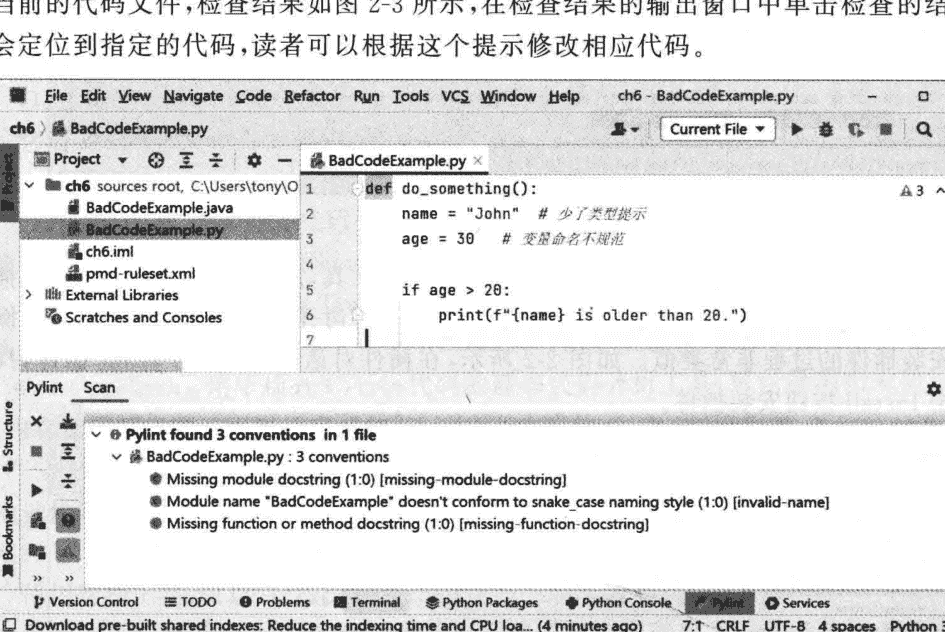 当前的代码文件,检查结果如图 2-3 所示,在检查结果的输出窗口中单击检查的结
会定位到指定的代码,读者可以根据这个提示修改相应代码。
File Edit View Navigate Code Refactor Run Tools VCS Window Help ch6 - BadCodeExample.py
ch6 〉 BadCodeExample.py Current File
Project BadCodeExample.py ×
ch6 sources root, C:\Users\tony\O
BadCodeExample.java
BadCodeExample.py
ch6.iml
pmd-ruleset.xml
External Libraries
Scratches and Consoles
1 def do_something(): 3
2 name = "John" # 少了类型提示
3 age = 30 # 变量命名不规范
4
5 if age > 20:
6 print(f"{name} is older than 20.")
7
Project
Pylint Scan
Structure
Bookmarks
Pylint found 3 conventions in 1 file
BadCodeExample.py : 3 conventions
Missing module docstring (1:0) [missing-module-docstring]
Module name "BadCodeExample" doesn't conform to snake_case naming style (1:0) [invalid-name]
Missing function or method docstring (1:0) [missing-function-docstring]
Version Control TODO Problems Terminal Python Packages Python Console Pylint Services
Download pre-built shared indexes: Reduce the indexing time and CPU loa... (4 minutes ago) 7:1 CRLF UTF-8 4 spaces Python 3